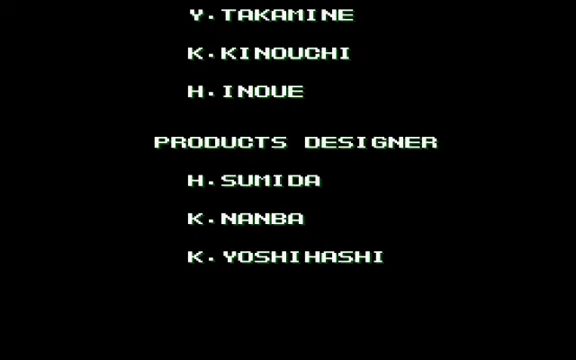 Y.TAKAMINE
K.KINOUCHI
H.INOUE
PRODUCTS DESIGNER
H.SUMIDA
K.NANBA
K.YOSHIHASHI